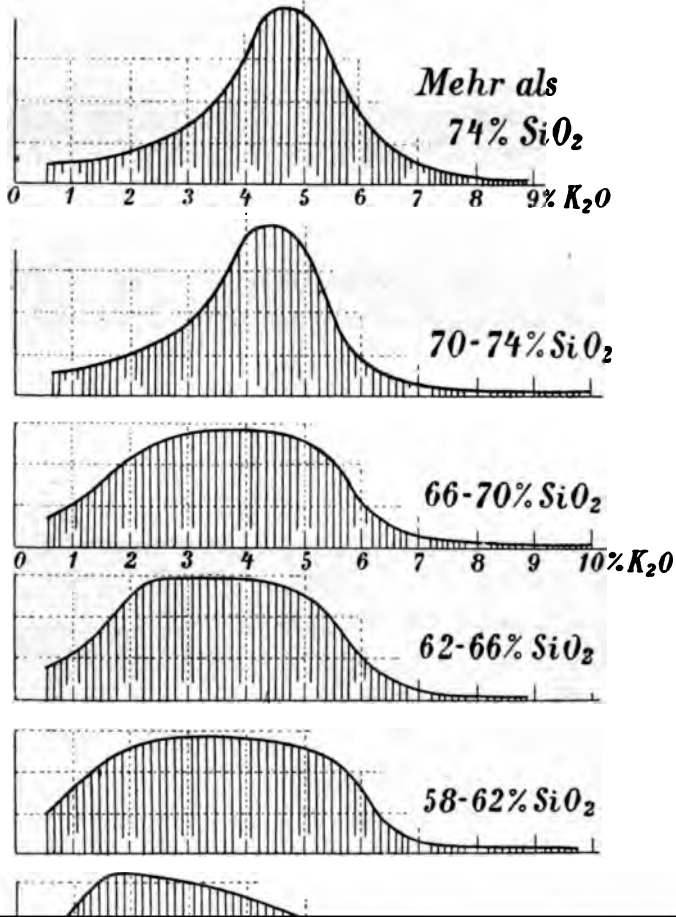 Mehr als
74% SiO₂
0 1 2 3 4 5 6 7 8 9% K₂O
70-74% SiO₂
66-70% SiO₂
0 1 2 3 4 5 6 7 8 9 10% K₂O
62-66% SiO₂
58-62% SiO₂